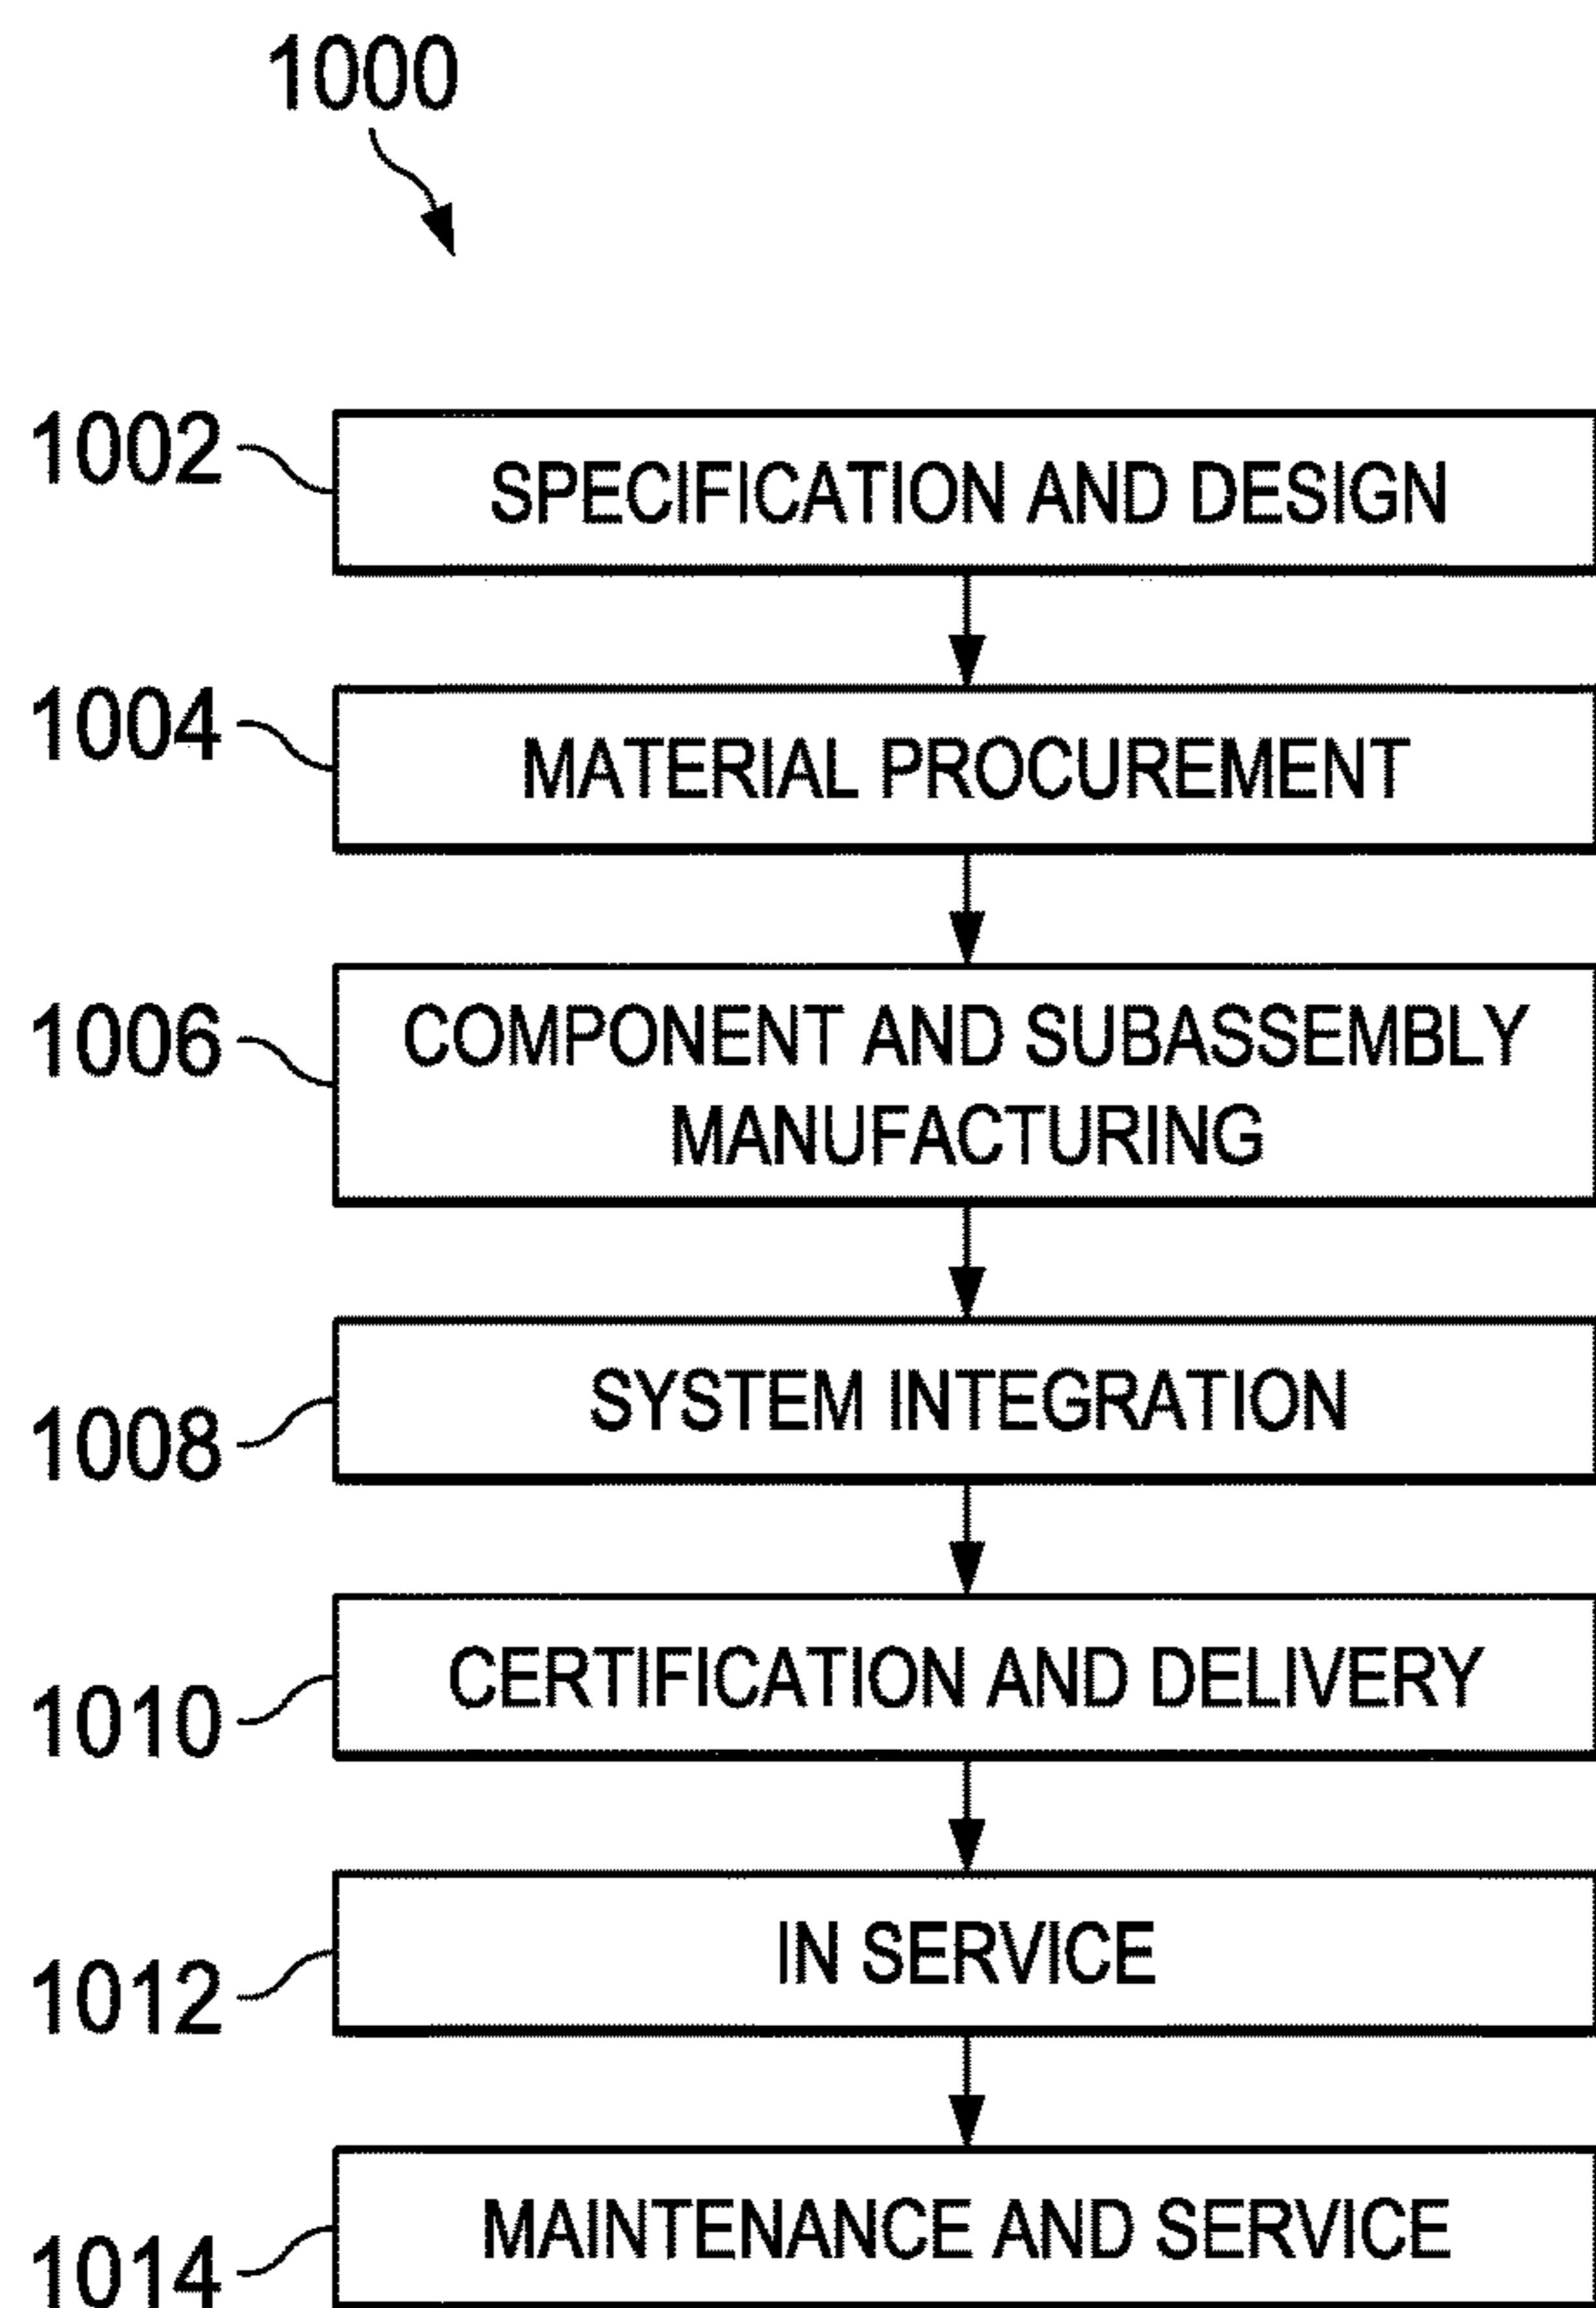 1000
1002
SPECIFICATION AND DESIGN
1004
MATERIAL PROCUREMENT
1006
COMPONENT AND SUBASSEMBLY
MANUFACTURING
1008
SYSTEM INTEGRATION
1010
CERTIFICATION AND DELIVERY
1012
IN SERVICE
1014
MAINTENANCE AND SERVICE